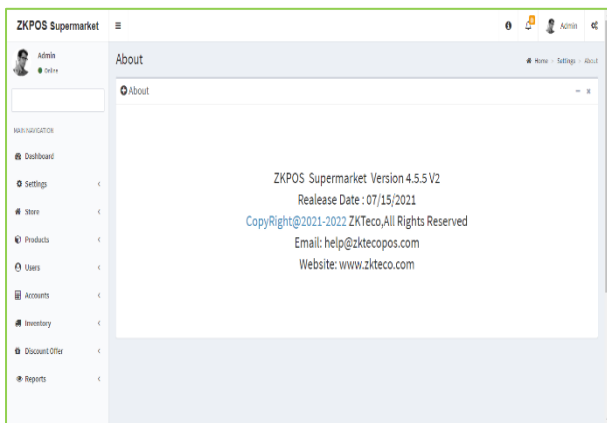 ZKPOS Supermarket
Admin
Admin
Online
About
Home > Settings > About
About
MAIN NAVIGATION
Dashboard
Settings
Store
Products
Users
Accounts
Inventory
Discount Offer
Reports
ZKPOS Supermarket Version 4.5.5 V2
Realease Date : 07/15/2021
CopyRight@2021-2022 ZKTeco,All Rights Reserved
Email: help@zktecopos.com
Website: www.zkteco.com